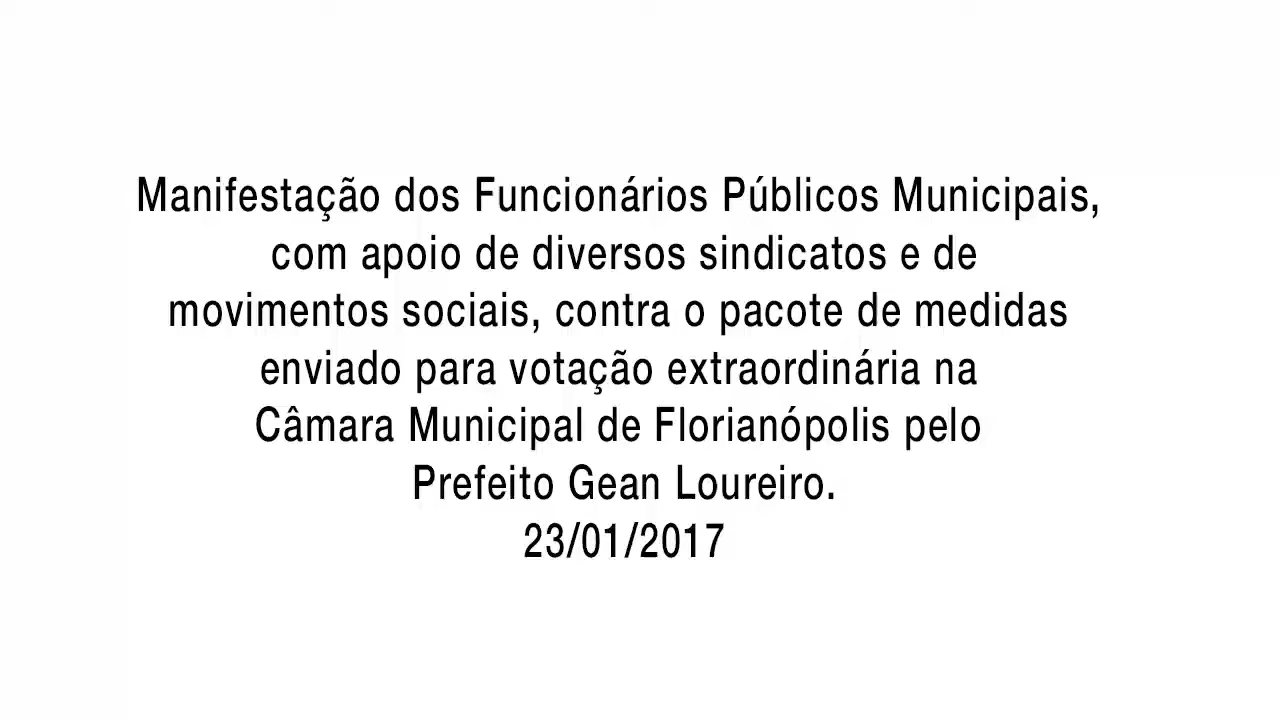 Manifestação dos Funcionários Públicos Municipais,
com apoio de diversos sindicatos e de
movimentos sociais, contra o pacote de medidas
enviado para votação extraordinária na
Câmara Municipal de Florianópolis pelo
Prefeito Gean Loureiro.
23/01/2017